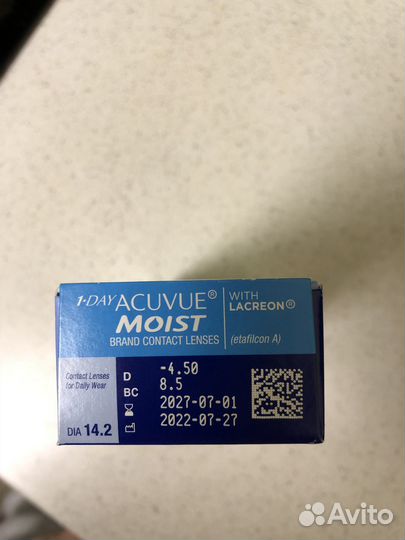 1·DAY ACUVUE®
MOIST
BRAND CONTACT LENSES
WITH
LACREON®
(etafilcon A)
Contact Lenses
for Daily Wear
DIA 14.2
D -4.50
BC 8.5
2027-07-01
2022-07-27
Avito